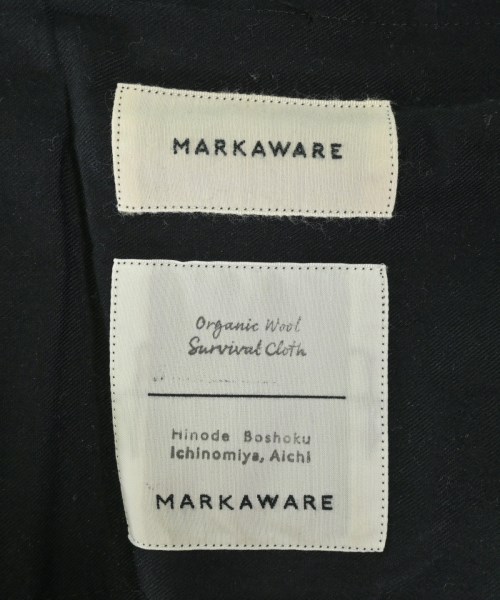 MARKAWARE
Organic Wool
Survival Cloth
Hinode Boshoku
Ichinomiya, Aichi
MARKAWARE